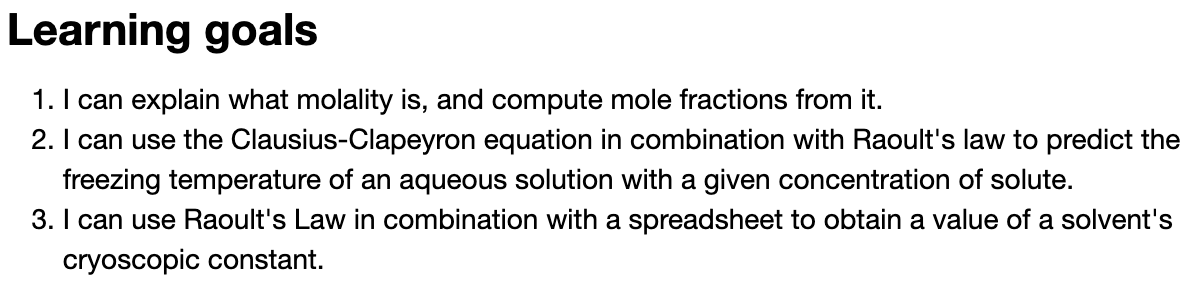 Learning goals
1. I can explain what molality is, and compute mole fractions from it.
2. I can use the Clausius-Clapeyron equation in combination with Raoult's law to predict the
freezing temperature of an aqueous solution with a given concentration of solute.
3. I can use Raoult's Law in combination with a spreadsheet to obtain a value of a solvent's
cryoscopic constant.